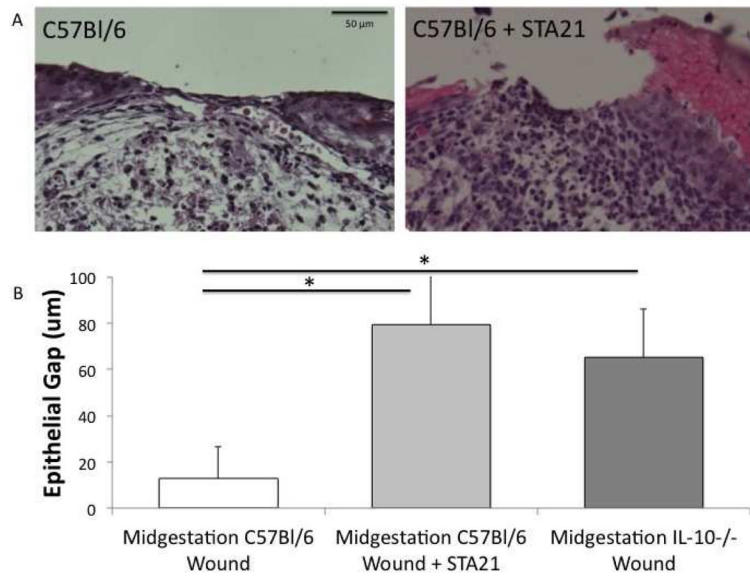 A
C57Bl/6
50 µm
C57Bl/6 + STA21
B
Epithelial Gap (um)
100
80
60
40
20
0
*
*
Midgestation C57Bl/6
Wound
Midgestation C57Bl/6
Wound + STA21
Midgestation IL-10-/-
Wound